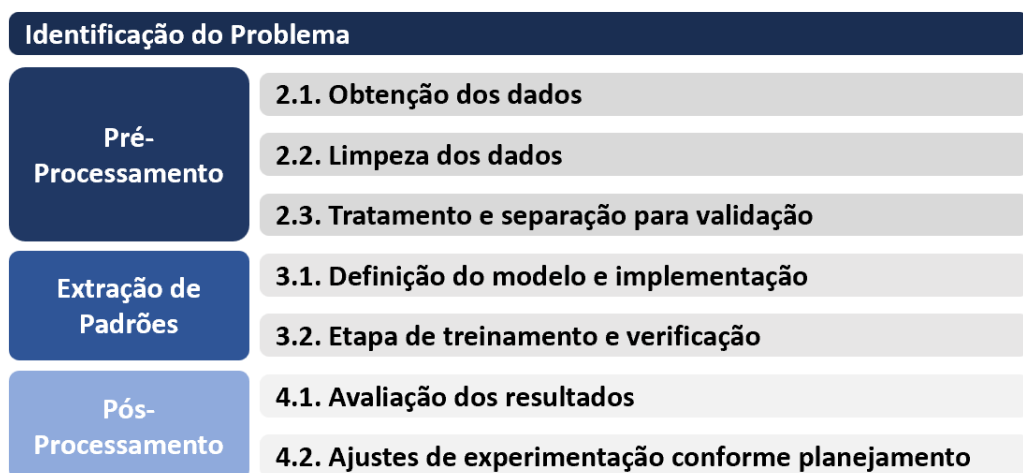 Identificação do Problema
Pré-
Processamento
2.1. Obtenção dos dados
2.2. Limpeza dos dados
2.3. Tratamento e separação para validação
Extração de
Padrões
3.1. Definição do modelo e implementação
3.2. Etapa de treinamento e verificação
Pós-
Processamento
4.1. Avaliação dos resultados
4.2. Ajustes de experimentação conforme planejamento